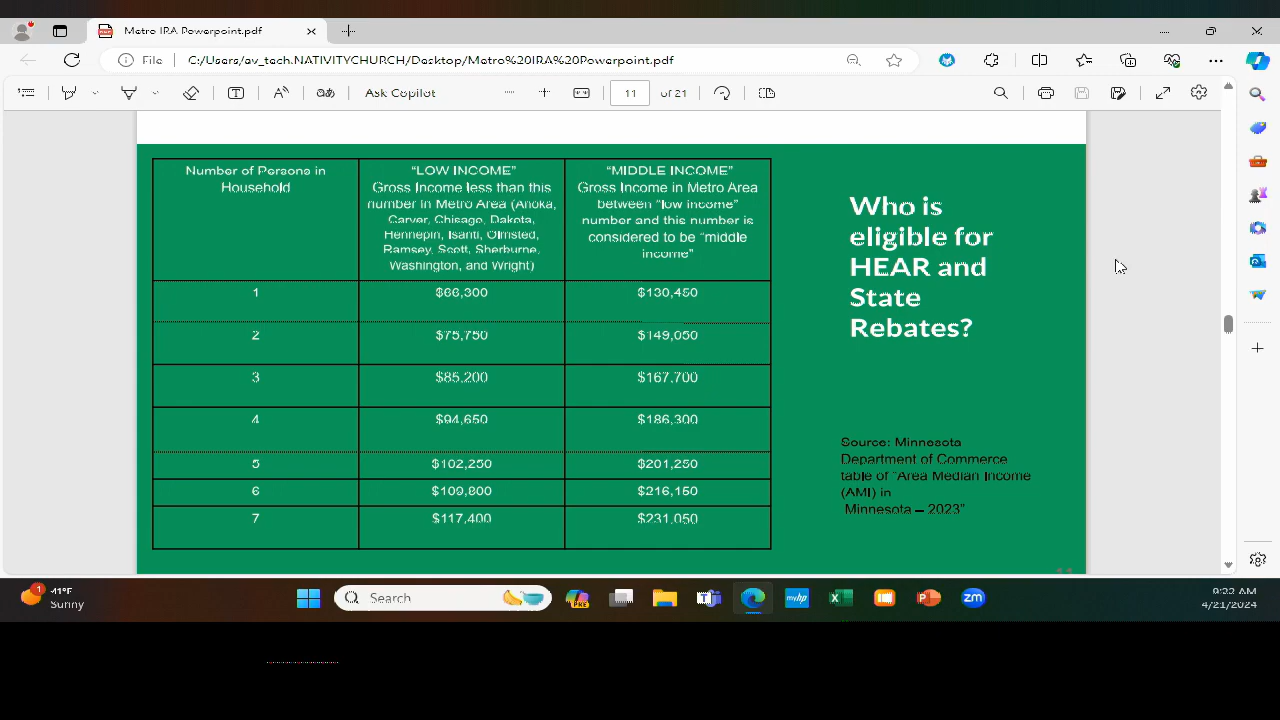 Metro IRA Powerpoint.pdf
File
C:/Users/av_tech.NATIVITYCHURCH/Desktop/Metro%20IRA%20Powerpoint.pdf
Ask Copilot
11 of 21
Number of Persons in
Household
“LOW INCOME”
Gross Income less than this
number in Metro Area (Anoka,
Carver, Chisago, Dakota,
Hennepin, Isanti, Olmsted,
Ramsey, Scott, Sherburne,
Washington, and Wright)
“MIDDLE INCOME”
Gross Income in Metro Area
between “low income”
number and this number is
considered to be “middle
income”
1 $66,300 $130,450
2 $75,750 $149,050
3 $85,200 $167,700
4 $94,650 $186,300
5 $102,250 $201,250
6 $109,800 $216,150
7 $117,400 $231,050
Who is
eligible for
HEAR and
State
Rebates?
Source: Minnesota
Department of Commerce
table of “Area Median Income
(AMI) in
Minnesota – 2023”
1
41°F
Sunny
Search
PRE
myhp
zm
9:22 AM
4/21/2024